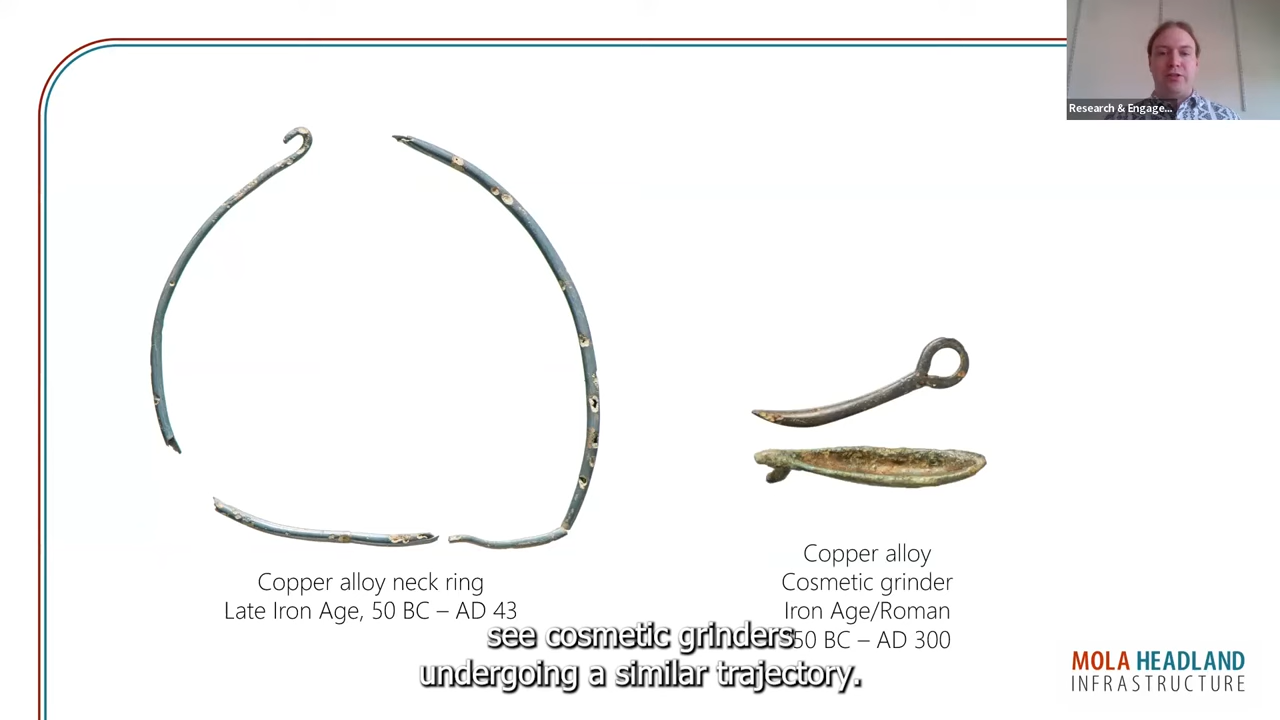 Research & Engage...
Copper alloy neck ring
Late Iron Age, 50 BC – AD 43
Copper alloy
Cosmetic grinder
Iron Age/Roman
50 BC – AD 300
see cosmetic grinders
undergoing a similar trajectory.
MOLA HEADLAND
INFRASTRUCTURE